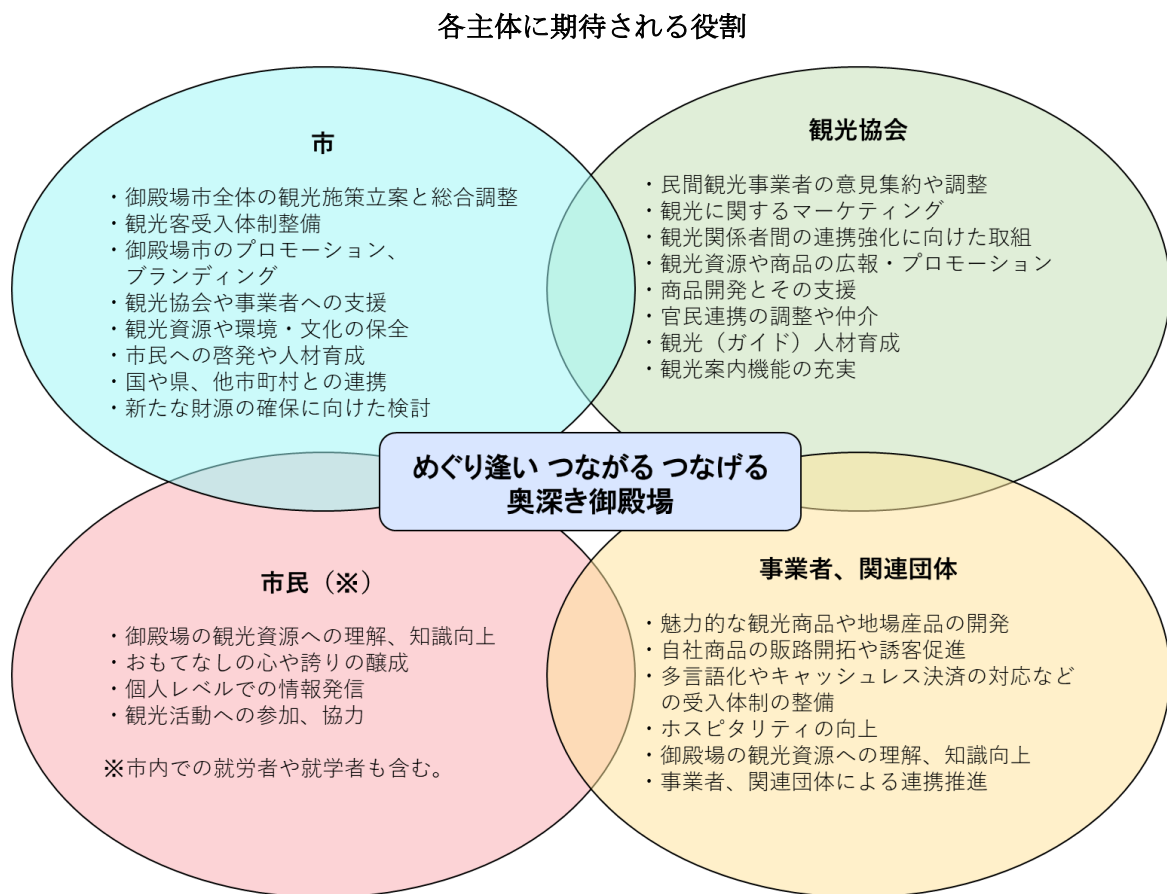 各主体に期待される役割
市
・御殿場市全体の観光施策立案と総合調整
・観光客受入体制整備
・御殿場市のプロモーション、
ブランディング
・観光協会や事業者への支援
・観光資源や環境・文化の保全
・市民への啓発や人材育成
・国や県、他市町村との連携
・新たな財源の確保に向けた検討
観光協会
・民間観光事業者の意見集約や調整
・観光に関するマーケティング
・観光関係者間の連携強化に向けた取組
・観光資源や商品の広報・プロモーション
・商品開発とその支援
・官民連携の調整や仲介
・観光（ガイド）人材育成
・観光案内機能の充実
めぐり逢い つながる つなげる
奥深き御殿場
市民（※）
・御殿場の観光資源への理解、知識向上
・おもてなしの心や誇りの醸成
・個人レベルでの情報発信
・観光活動への参加、協力
※市内での就労者や就学者も含む。
事業者、関連団体
・魅力的な観光商品や地場産品の開発
・自社商品の販路開拓や誘客促進
・多言語化やキャッシュレス決済の対応など
の受入体制の整備
・ホスピタリティの向上
・御殿場の観光資源への理解、知識向上
・事業者、関連団体による連携推進